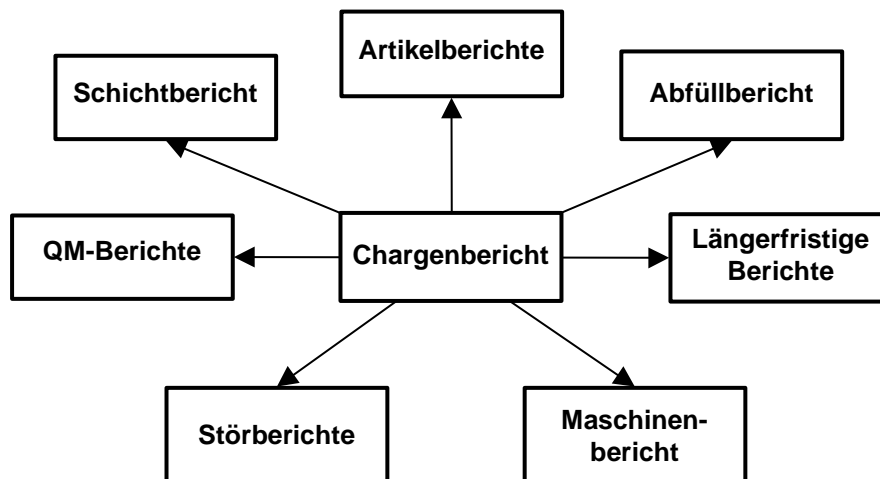 Artikelberichte
Schichtbericht
Abfüllbericht
QM-Berichte
Chargenbericht
Längerfristige
Berichte
Störberichte
Maschinen-
bericht